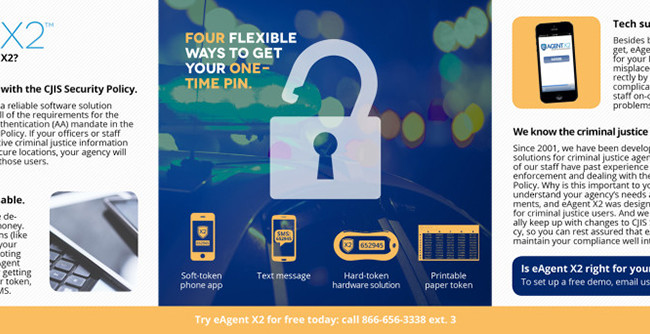 X2™
X2?
with the CJIS Security Policy.
a reliable software solution
ll of the requirements for the
thentication (AA) mandate in the
Policy. If your officers or staff
tive criminal justice information
cure locations, your agency will
those users.
able.
e de-
noney.
ns (like
your
oting
Agent
getting
r token,
MS.
FOUR FLEXIBLE
WAYS TO GET
YOUR ONE-
TIME PIN.
X2
SMS:
652945
X2 652945
Soft-token
phone app
Text message
Hard-token
hardware solution
Printable
paper token
Tech su
Besides b
get, eAge
for your
misplace
rectly by
complica
staff on-c
problems
AGENT X2
We know the criminal justice
Since 2001, we have been develop
solutions for criminal justice agen
of our staff have past experience
enforcement and dealing with the
Policy. Why is this important to yo
understand your agency's needs a
ments, and eAgent X2 was design
for criminal justice users. And we
ally keep up with changes to CJIS
cy, so you can rest assured that e
maintain your compliance well int
Is eAgent X2 right for your
To set up a free demo, email us
Try eAgent X2 for free today: call 866-656-3338 ext. 3